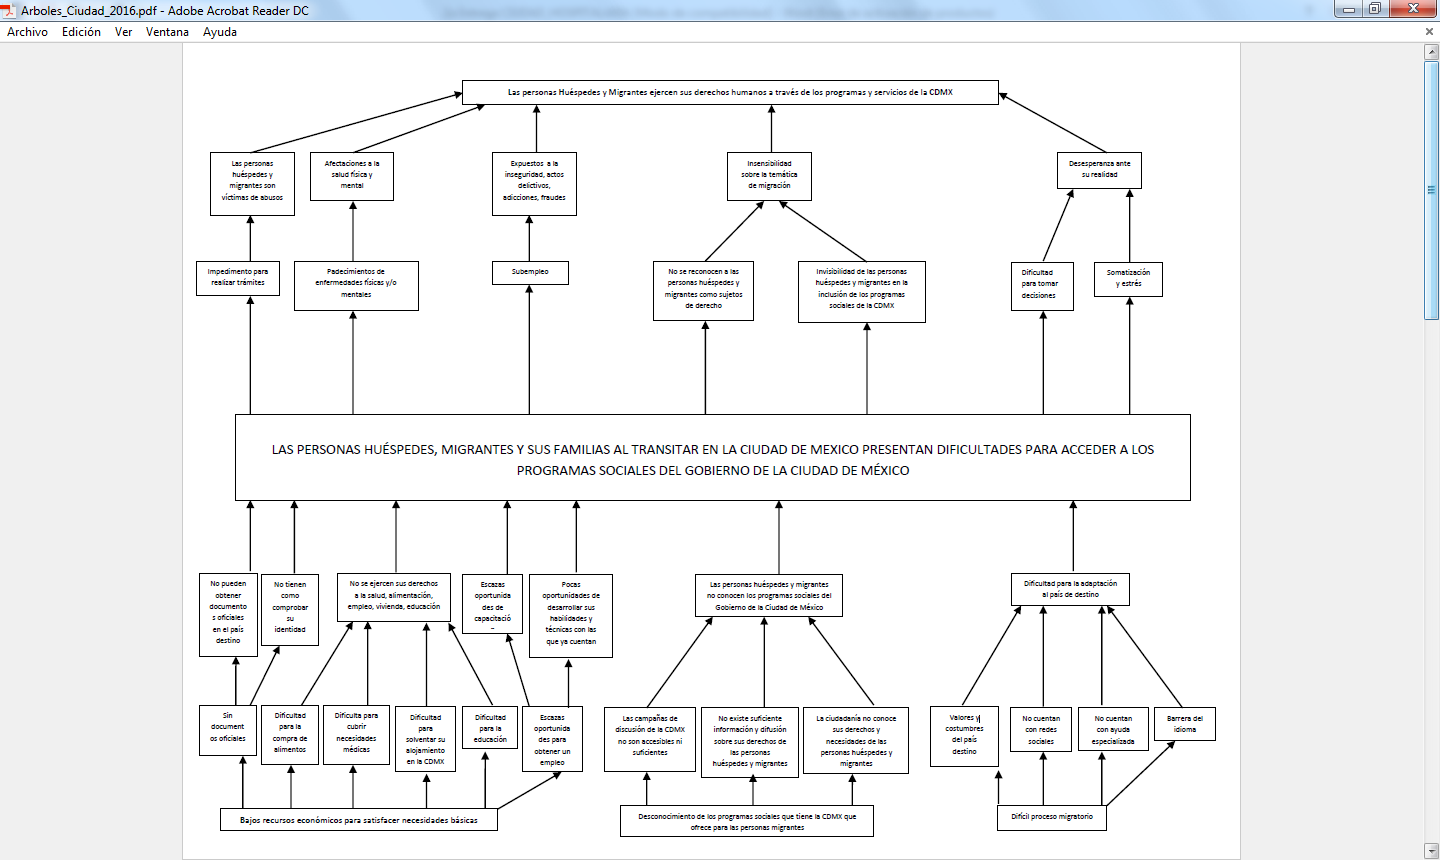 Arboles_Ciudad_2016.pdf - Adobe Acrobat Reader DC
Archivo Edición Ver Ventana Ayuda
Las personas Huéspedes y Migrantes ejercen sus derechos humanos a través de los programas y servicios de la CDMX
Las personas
huéspedes y
migrantes son
víctimas de abusos
Afectaciones a la
salud física y
mental
Expuestos a la
inseguridad, actos
delictivos,
adicciones, fraudes
Insensibilidad
sobre la temática
de migración
Desesperanza ante
su realidad
Impedimento para
realizar trámites
Padecimientos de
enfermedades físicas y/o
mentales
Subempleo
No se reconocen a las
personas huéspedes y
migrantes como sujetos
de derecho
Invisibilidad de las personas
huéspedes y migrantes en la
inclusión de los programas
sociales de la CDMX
Dificultad
para tomar
decisiones
Somatización
y estrés
LAS PERSONAS HUÉSPEDES, MIGRANTES Y SUS FAMILIAS AL TRANSITAR EN LA CIUDAD DE MEXICO PRESENTAN DIFICULTADES PARA ACCEDER A LOS
PROGRAMAS SOCIALES DEL GOBIERNO DE LA CIUDAD DE MÉXICO
No pueden
obtener
documento
s oficiales
en el país
destino
No tienen
como
comprobar
su
identidad
No se ejercen sus derechos
a la salud, alimentación,
empleo, vivienda, educación
Escazas
oportunida
des de
capacitació
Pocas
oportunidades de
desarrollar sus
habilidades y
técnicas con las
que ya cuentan
Las personas huéspedes y migrantes
no conocen los programas sociales del
Gobierno de la Ciudad de México
Dificultad para la adaptación
al país de destino
Sin
document
os oficiales
Dificultad
para la
compra de
alimentos
Dificulta para
cubrir
necesidades
médicas
Dificultad
para
solventar su
alojamiento
en la CDMX
Dificultad
para la
educación
Escazas
oportunida
des para
obtener un
empleo
Las campañas de
discusión de la CDMX
no son accesibles ni
suficientes
No existe suficiente
información y difusión
sobre sus derechos de
las personas
huéspedes y migrantes
La ciudadanía no conoce
sus derechos y
necesidades de las
personas huéspedes y
migrantes
Valores y
costumbres
del país
destino
No cuentan
con redes
sociales
No cuentan
con ayuda
especializada
Barrera del
idioma
Bajos recursos económicos para satisfacer necesidades básicas
Desconocimiento de los programas sociales que tiene la CDMX que
ofrece para las personas migrantes
Difícil proceso migratorio